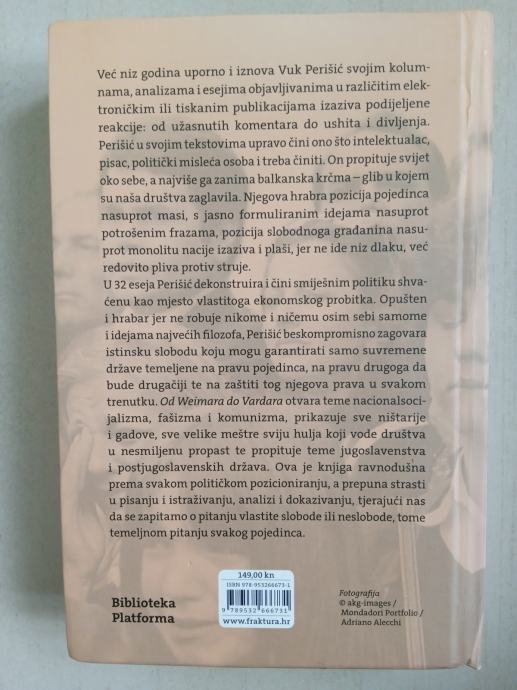 Već niz godina uporno i iznova Vuk Perišić svojim kolum-
nama, analizama i esejima objavljivanima u različitim elek-
troničkim ili tiskanim publikacijama izaziva podijeljene
reakcije: od užasnutih komentara do ushita i divljenja.
Perišić u svojim tekstovima upravo čini ono što intelektualac,
pisac, politički misleća osoba i treba činiti. On propituje svijet
oko sebe, a najviše ga zanima balkanska krčma – glib u kojem
su naša društva zaglavila. Njegova hrabra pozicija pojedinca
nasuprot masi, s jasno formuliranim idejama nasuprot
potrošenim frazama, pozicija slobodnoga građanina nasu-
prot monolitu nacije izaziva i plaši, jer ne ide niz dlaku, već
redovito pliva protiv struje.
U 32 eseja Perišić dekonstruira i čini smiješnim politiku shva-
ćenu kao mjesto vlastitoga ekonomskog probitka. Opušten
i hrabar jer ne robuje nikome i ničemu osim sebi samome
i idejama najvećih filozofa, Perišić beskompromisno zagovara
istinsku slobodu koju mogu garantirati samo suvremene
države temeljene na pravu pojedinca, na pravu drugoga da
bude drugačiji te na zaštiti tog njegova prava u svakom
trenutku. Od Weimara do Vardara otvara teme nacionalsoci-
jalizma, fašizma i komunizma, prikazuje sve ništarije
i gadove, sve velike meštre sviju hulja koji vode društva
u nesmiljenu propast te propituje teme jugoslavenstva
i postjugoslavenskih država. Ova je knjiga ravnodušna
prema svakom političkom pozicioniranju, a prepuna strasti
u pisanju i istraživanju, analizi i dokazivanju, tjerajući nas
da se zapitamo o pitanju vlastite slobode ili neslobode, tome
temeljnom pitanju svakog pojedinca.
149,00 kn
ISBN 978-953266673-1
9 789532 666731
www.fraktura.hr
Biblioteka
Platforma
Fotografija
© akg-images /
Mondadori Portfolio /
Adriano Alecchi